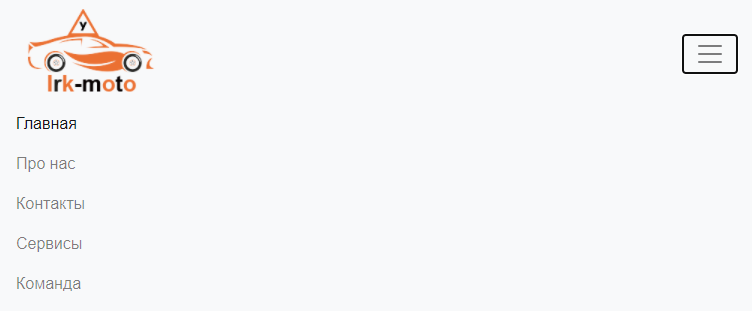 У
Irk-moto
Главная
Про нас
Контакты
Сервисы
Команда